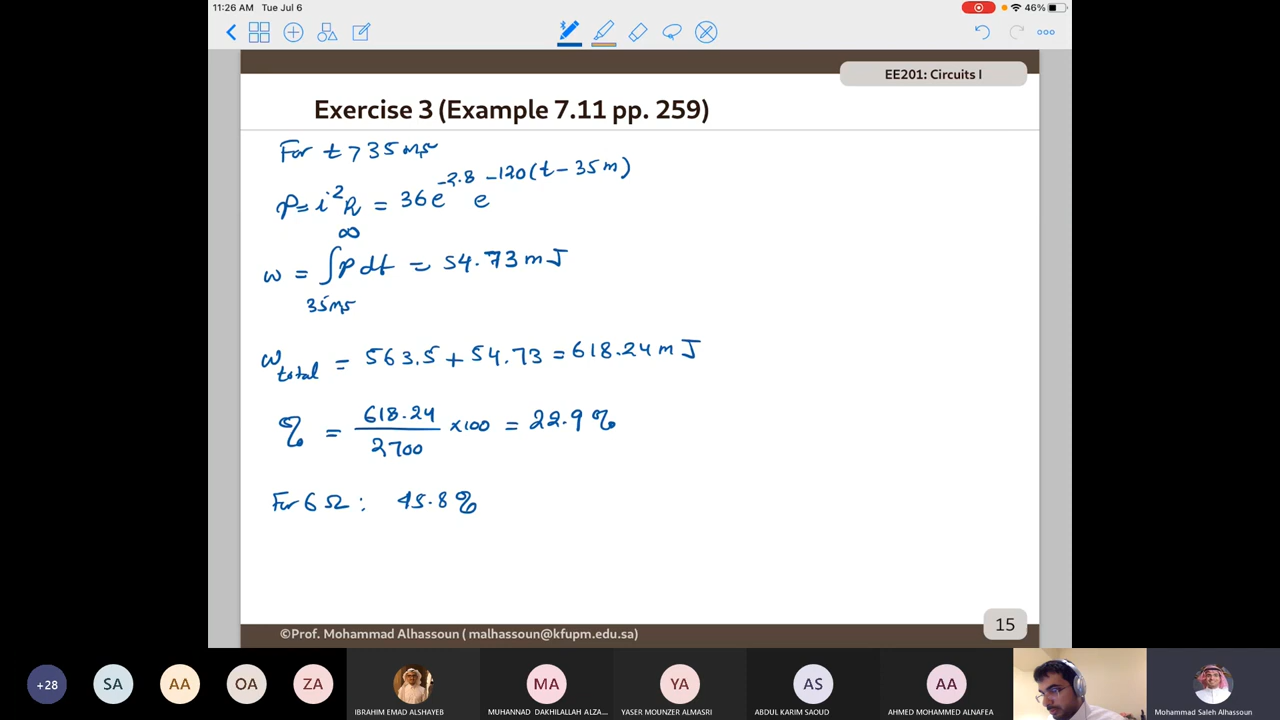 11:26 AM Tue Jul 6
46%
EE201: Circuits I
Exercise 3 (Example 7.11 pp. 259)
For t > 35 ms
p = i²R = 36e^-2.8 e^-120(t - 35m)
w = ∫_35ms^∞ p dt = 54.73 mJ
w_total = 563.5 + 54.73 = 618.24 mJ
% = 618.24/2700 ×100 = 22.9 %
For 6 Ω : 45.8 %
15
©Prof. Mohammad Alhassoun ( malhassoun@kfupm.edu.sa)
+28
SA
AA
OA
ZA
MA
YA
AS
AA
IBRAHIM EMAD ALSHAYEB
MUHANNAD DAKHILALLAH ALZA...
YASER MOUNZER ALMASRI
ABDUL KARIM SAOUD
AHMED MOHAMMED ALNAFEA
Mohammad Saleh Alhassoun